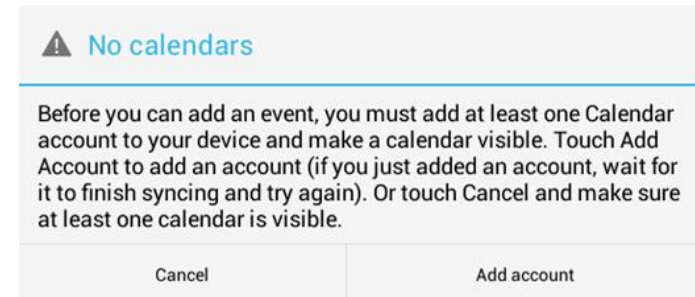 No calendars
Before you can add an event, you must add at least one Calendar
account to your device and make a calendar visible. Touch Add
Account to add an account (if you just added an account, wait for
it to finish syncing and try again). Or touch Cancel and make sure
at least one calendar is visible.
Cancel
Add account